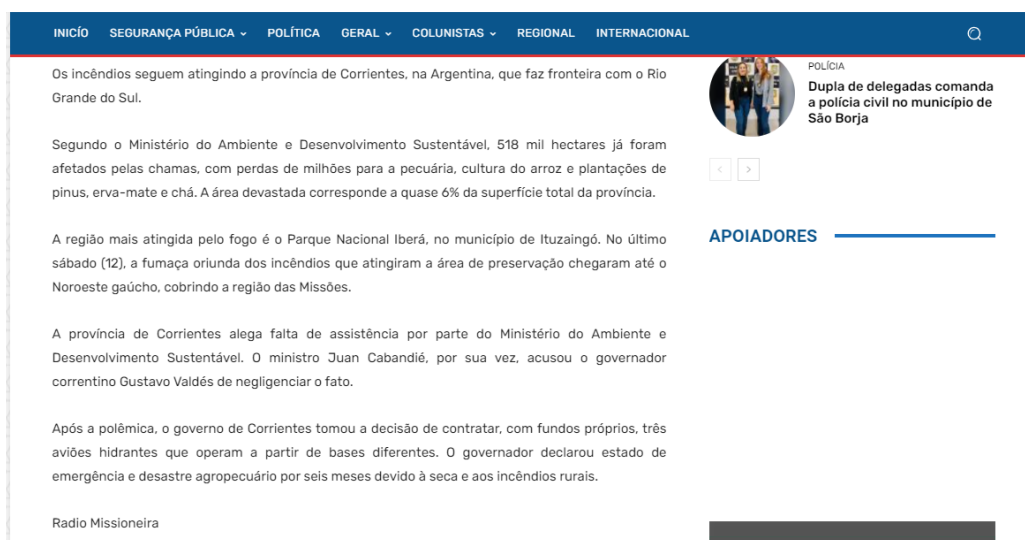 INICÍO SEGURANÇA PÚBLICA POLÍTICA GERAL COLUNISTAS REGIONAL INTERNACIONAL
Os incêndios seguem atingindo a província de Corrientes, na Argentina, que faz fronteira com o Rio
Grande do Sul.
Segundo o Ministério do Ambiente e Desenvolvimento Sustentável, 518 mil hectares já foram
afetados pelas chamas, com perdas de milhões para a pecuária, cultura do arroz e plantações de
pinus, erva-mate e chá. A área devastada corresponde a quase 6% da superfície total da província.
A região mais atingida pelo fogo é o Parque Nacional Iberá, no município de Ituzaingó. No último
sábado (12), a fumaça oriunda dos incêndios que atingiram a área de preservação chegaram até o
Noroeste gaúcho, cobrindo a região das Missões.
A província de Corrientes alega falta de assistência por parte do Ministério do Ambiente e
Desenvolvimento Sustentável. O ministro Juan Cabandié, por sua vez, acusou o governador
correntino Gustavo Valdés de negligenciar o fato.
Após a polêmica, o governo de Corrientes tomou a decisão de contratar, com fundos próprios, três
aviões hidrantes que operam a partir de bases diferentes. O governador declarou estado de
emergência e desastre agropecuário por seis meses devido à seca e aos incêndios rurais.
Radio Missioneira
POLÍCIA
Dupla de delegadas comanda
a polícia civil no município de
São Borja
APOIADORES